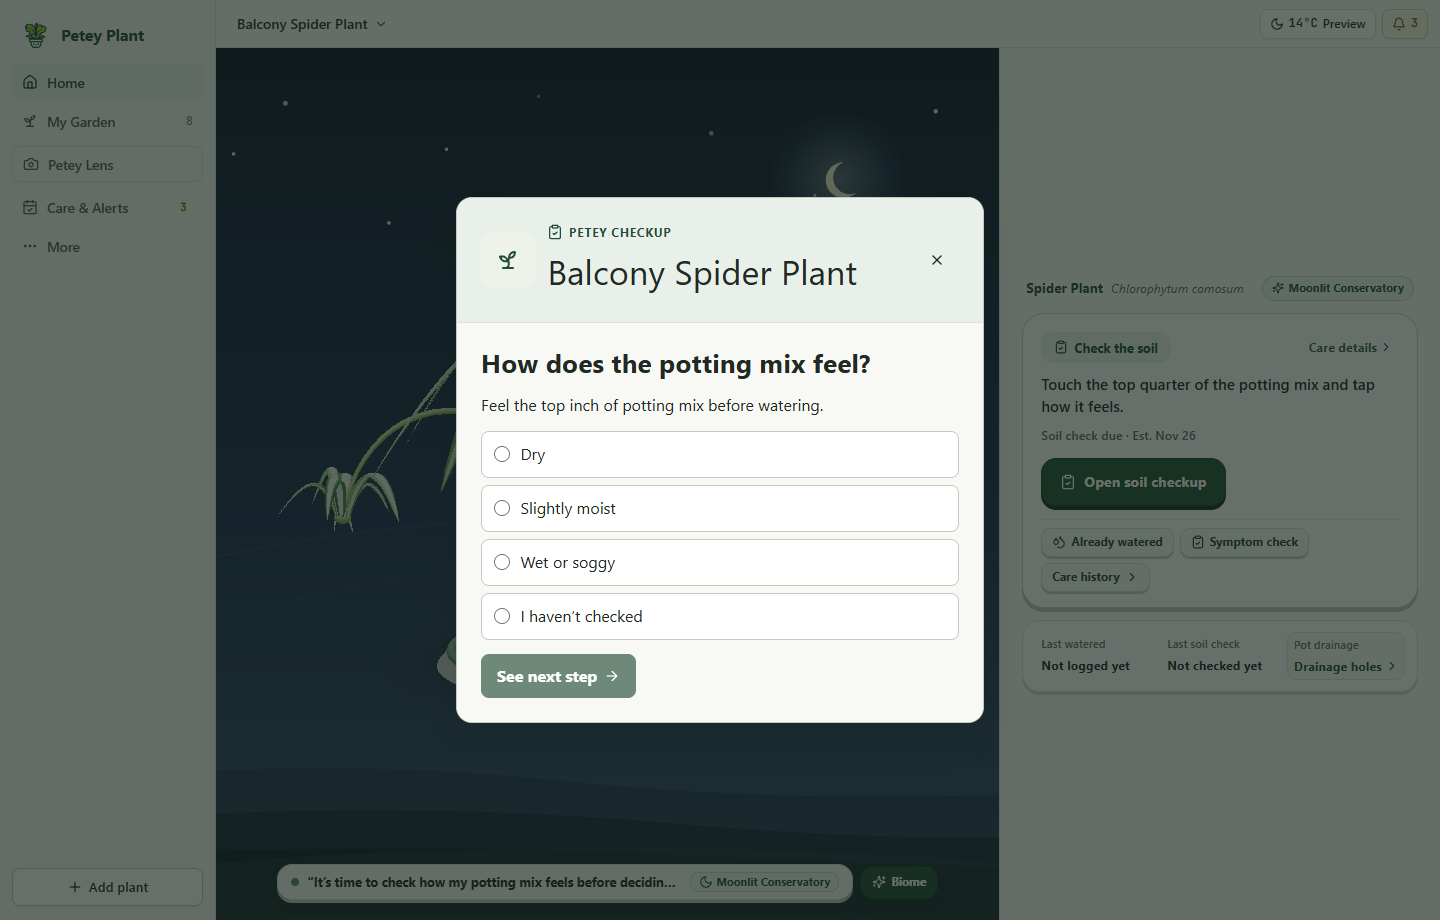 Petey Plant
Home
My Garden 8
Petey Lens
Care & Alerts 3
More
Add plant
Balcony Spider Plant
14°C Preview
3
PETEY CHECKUP
Balcony Spider Plant
How does the potting mix feel?
Feel the top inch of potting mix before watering.
Dry
Slightly moist
Wet or soggy
I haven’t checked
See next step
Spider Plant Chlorophytum comosum Moonlit Conservatory
Check the soil Care details
Touch the top quarter of the potting mix and tap
how it feels.
Soil check due · Est. Nov 26
Open soil checkup
Already watered Symptom check
Care history
Last watered
Not logged yet
Last soil check
Not checked yet
Pot drainage
Drainage holes
“It’s time to check how my potting mix feels before decidin... Moonlit Conservatory
Biome